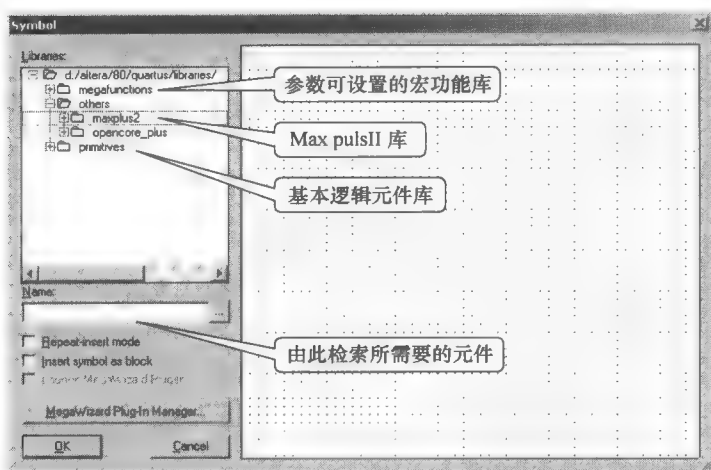 Symbol
Libraries:
d:/altera/80/quartus/libraries/
megafunctions
others
maxplus2
opencore_plus
primitives
参数可设置的宏功能库
Max pulsII 库
基本逻辑元件库
Name:
...
由此检索所需要的元件
Repeat-insert mode
Insert symbol as block
MegaWizard Plug-In Manager...
OK
Cancel